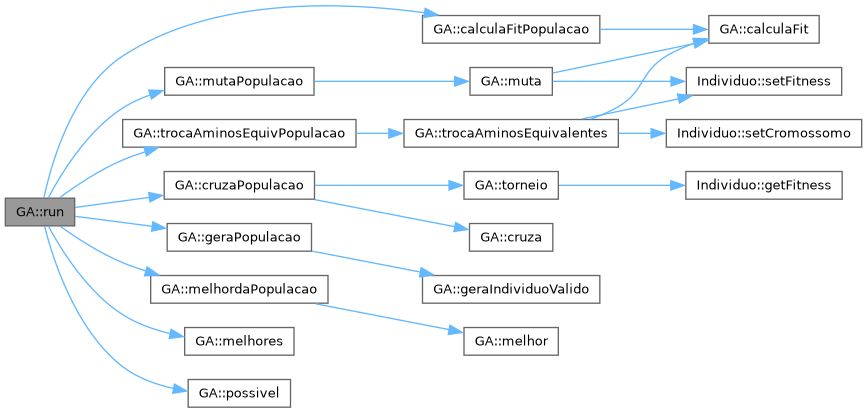 GA::calculaFitPopulacao
GA::calculaFit
GA::mutaPopulacao
GA::muta
Individuo::setFitness
GA::trocaAminosEquivPopulacao
GA::trocaAminosEquivalentes
Individuo::setCromossomo
GA::cruzaPopulacao
GA::torneio
Individuo::getFitness
GA::run
GA::geraPopulacao
GA::cruza
GA::melhordaPopulacao
GA::geraIndividuoValido
GA::melhores
GA::melhor
GA::possivel